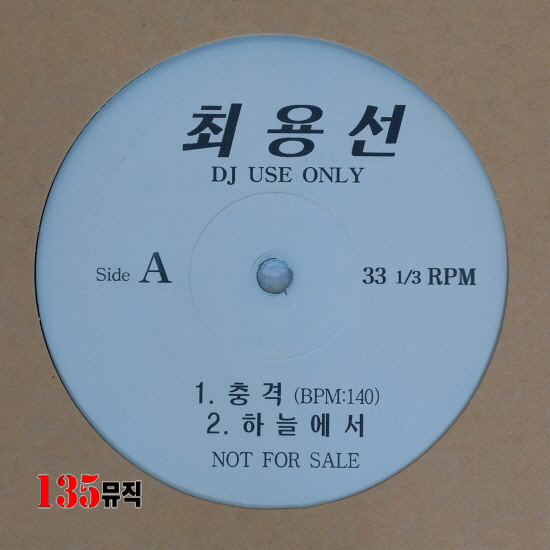 최용선
DJ USE ONLY
Side A
33 1/3 RPM
1. 충격 (BPM:140)
2. 하늘에서
NOT FOR SALE
135뮤직